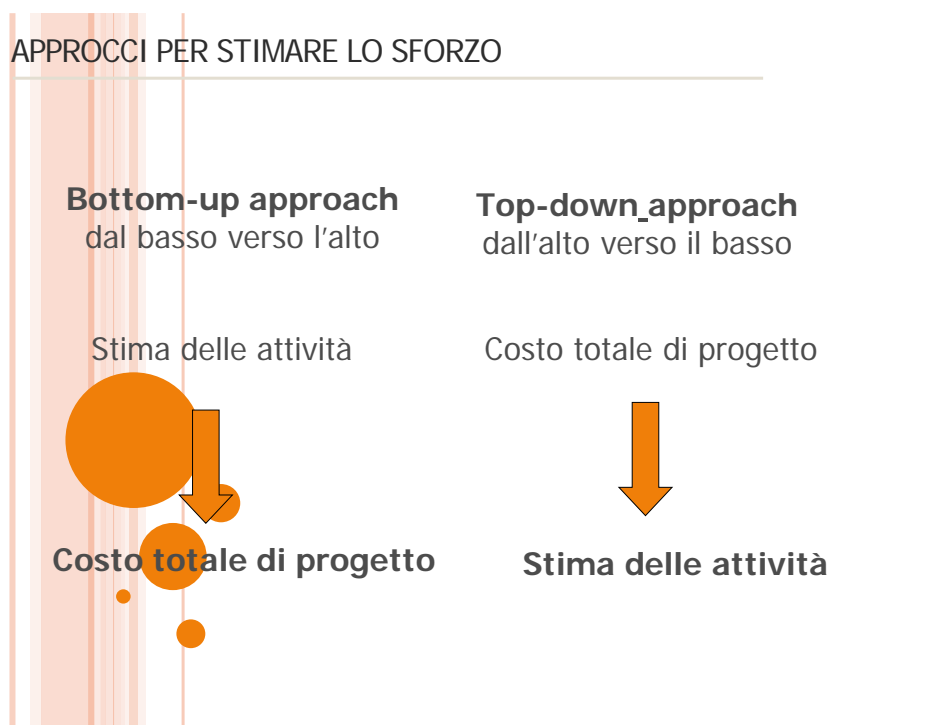 APPROCCI PER STIMARE LO SFORZO
Bottom-up approach
dal basso verso l'alto
Stima delle attività
Costo totale di progetto
Top-down approach
dall'alto verso il basso
Costo totale di progetto
Stima delle attività